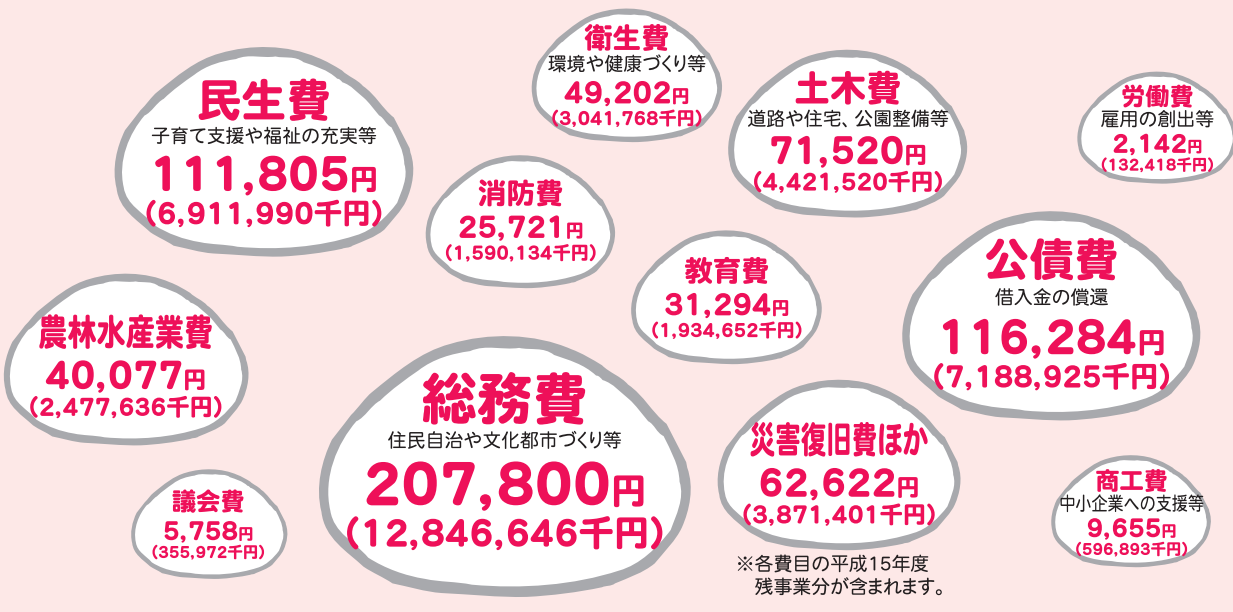 衛生費
環境や健康づくり等
49,202円
(3,041,768千円)
民生費
子育て支援や福祉の充実等
111,805円
(6,911,990千円)
土木費
道路や住宅、公園整備等
71,520円
(4,421,520千円)
労働費
雇用の創出等
2,142円
(132,418千円)
消防費
25,721円
(1,590,134千円)
教育費
31,294円
(1,934,652千円)
公債費
借入金の償還
116,284円
(7,188,925千円)
農林水産業費
40,077円
(2,477,636千円)
総務費
住民自治や文化都市づくり等
207,800円
(12,846,646千円)
災害復旧費ほか
62,622円
(3,871,401千円)
※各費目の平成15年度
残事業分が含まれます。
議会費
5,758円
(355,972千円)
商工費
中小企業への支援等
9,655円
(596,893千円)